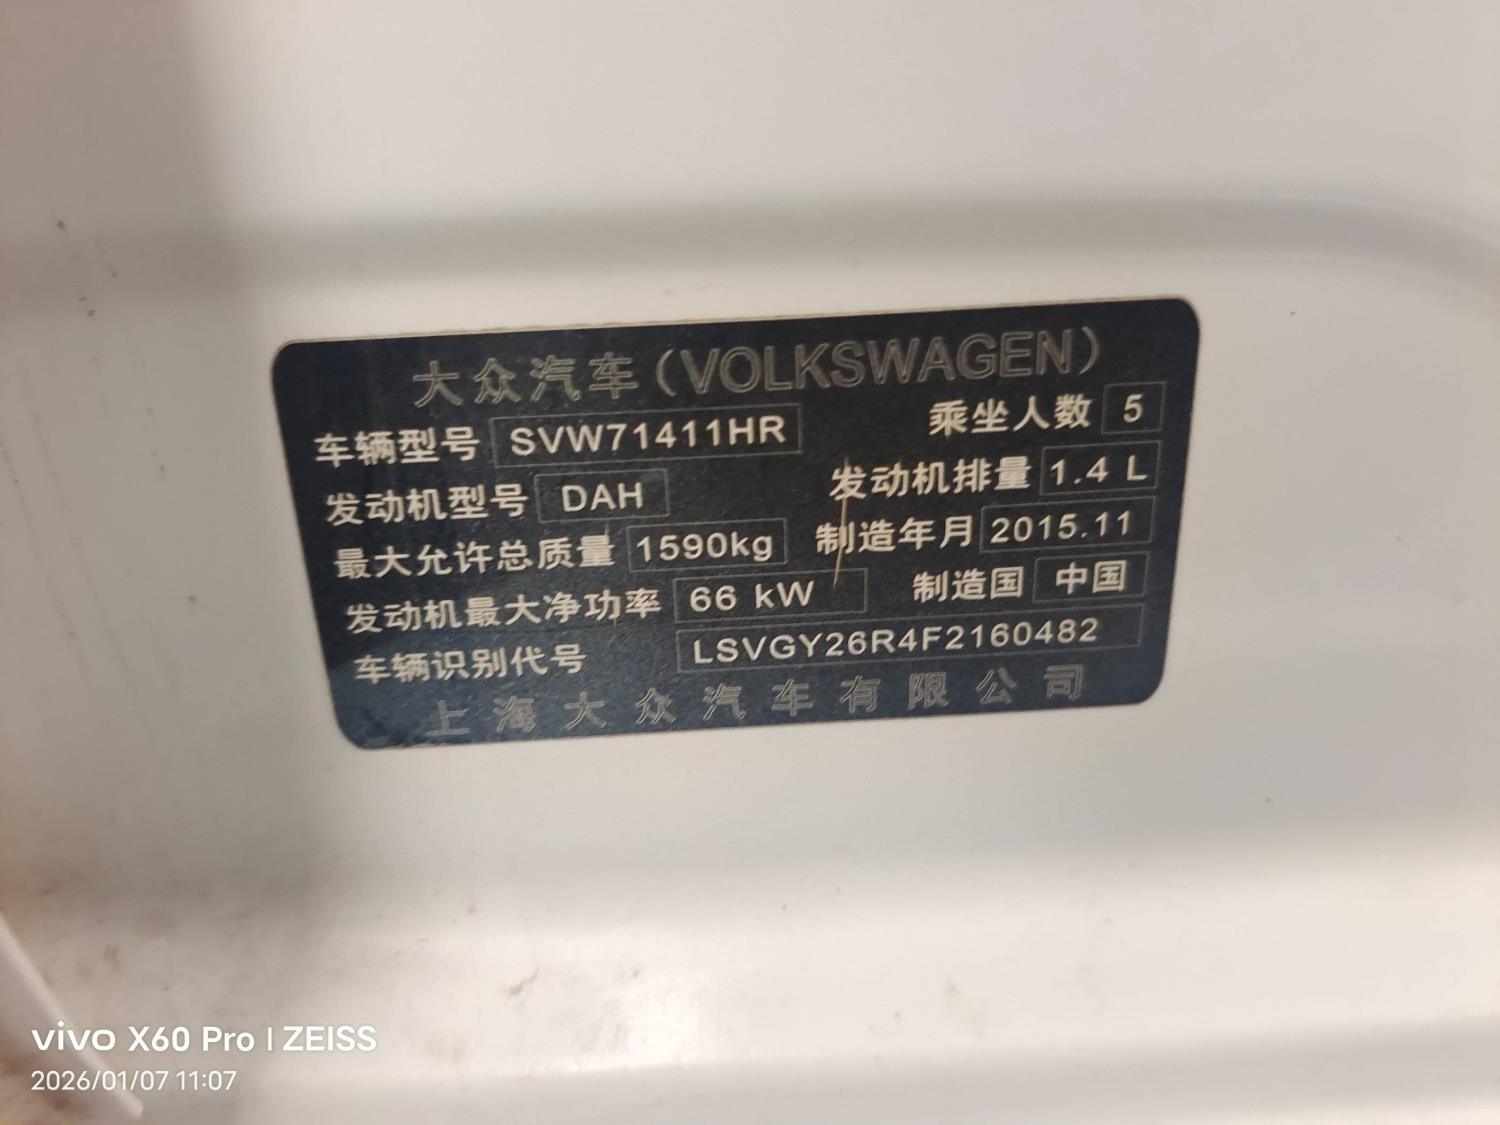 大众汽车(VOLKSWAGEN)
车辆型号 SVW71411HR 乘坐人数 5
发动机型号 DAH 发动机排量 1.4 L
最大允许总质量 1590kg 制造年月 2015.11
发动机最大净功率 66 kW 制造国 中国
车辆识别代号 LSVGY26R4F2160482
上海大众汽车有限公司
vivo X60 Pro | ZEISS
2026/01/07 11:07